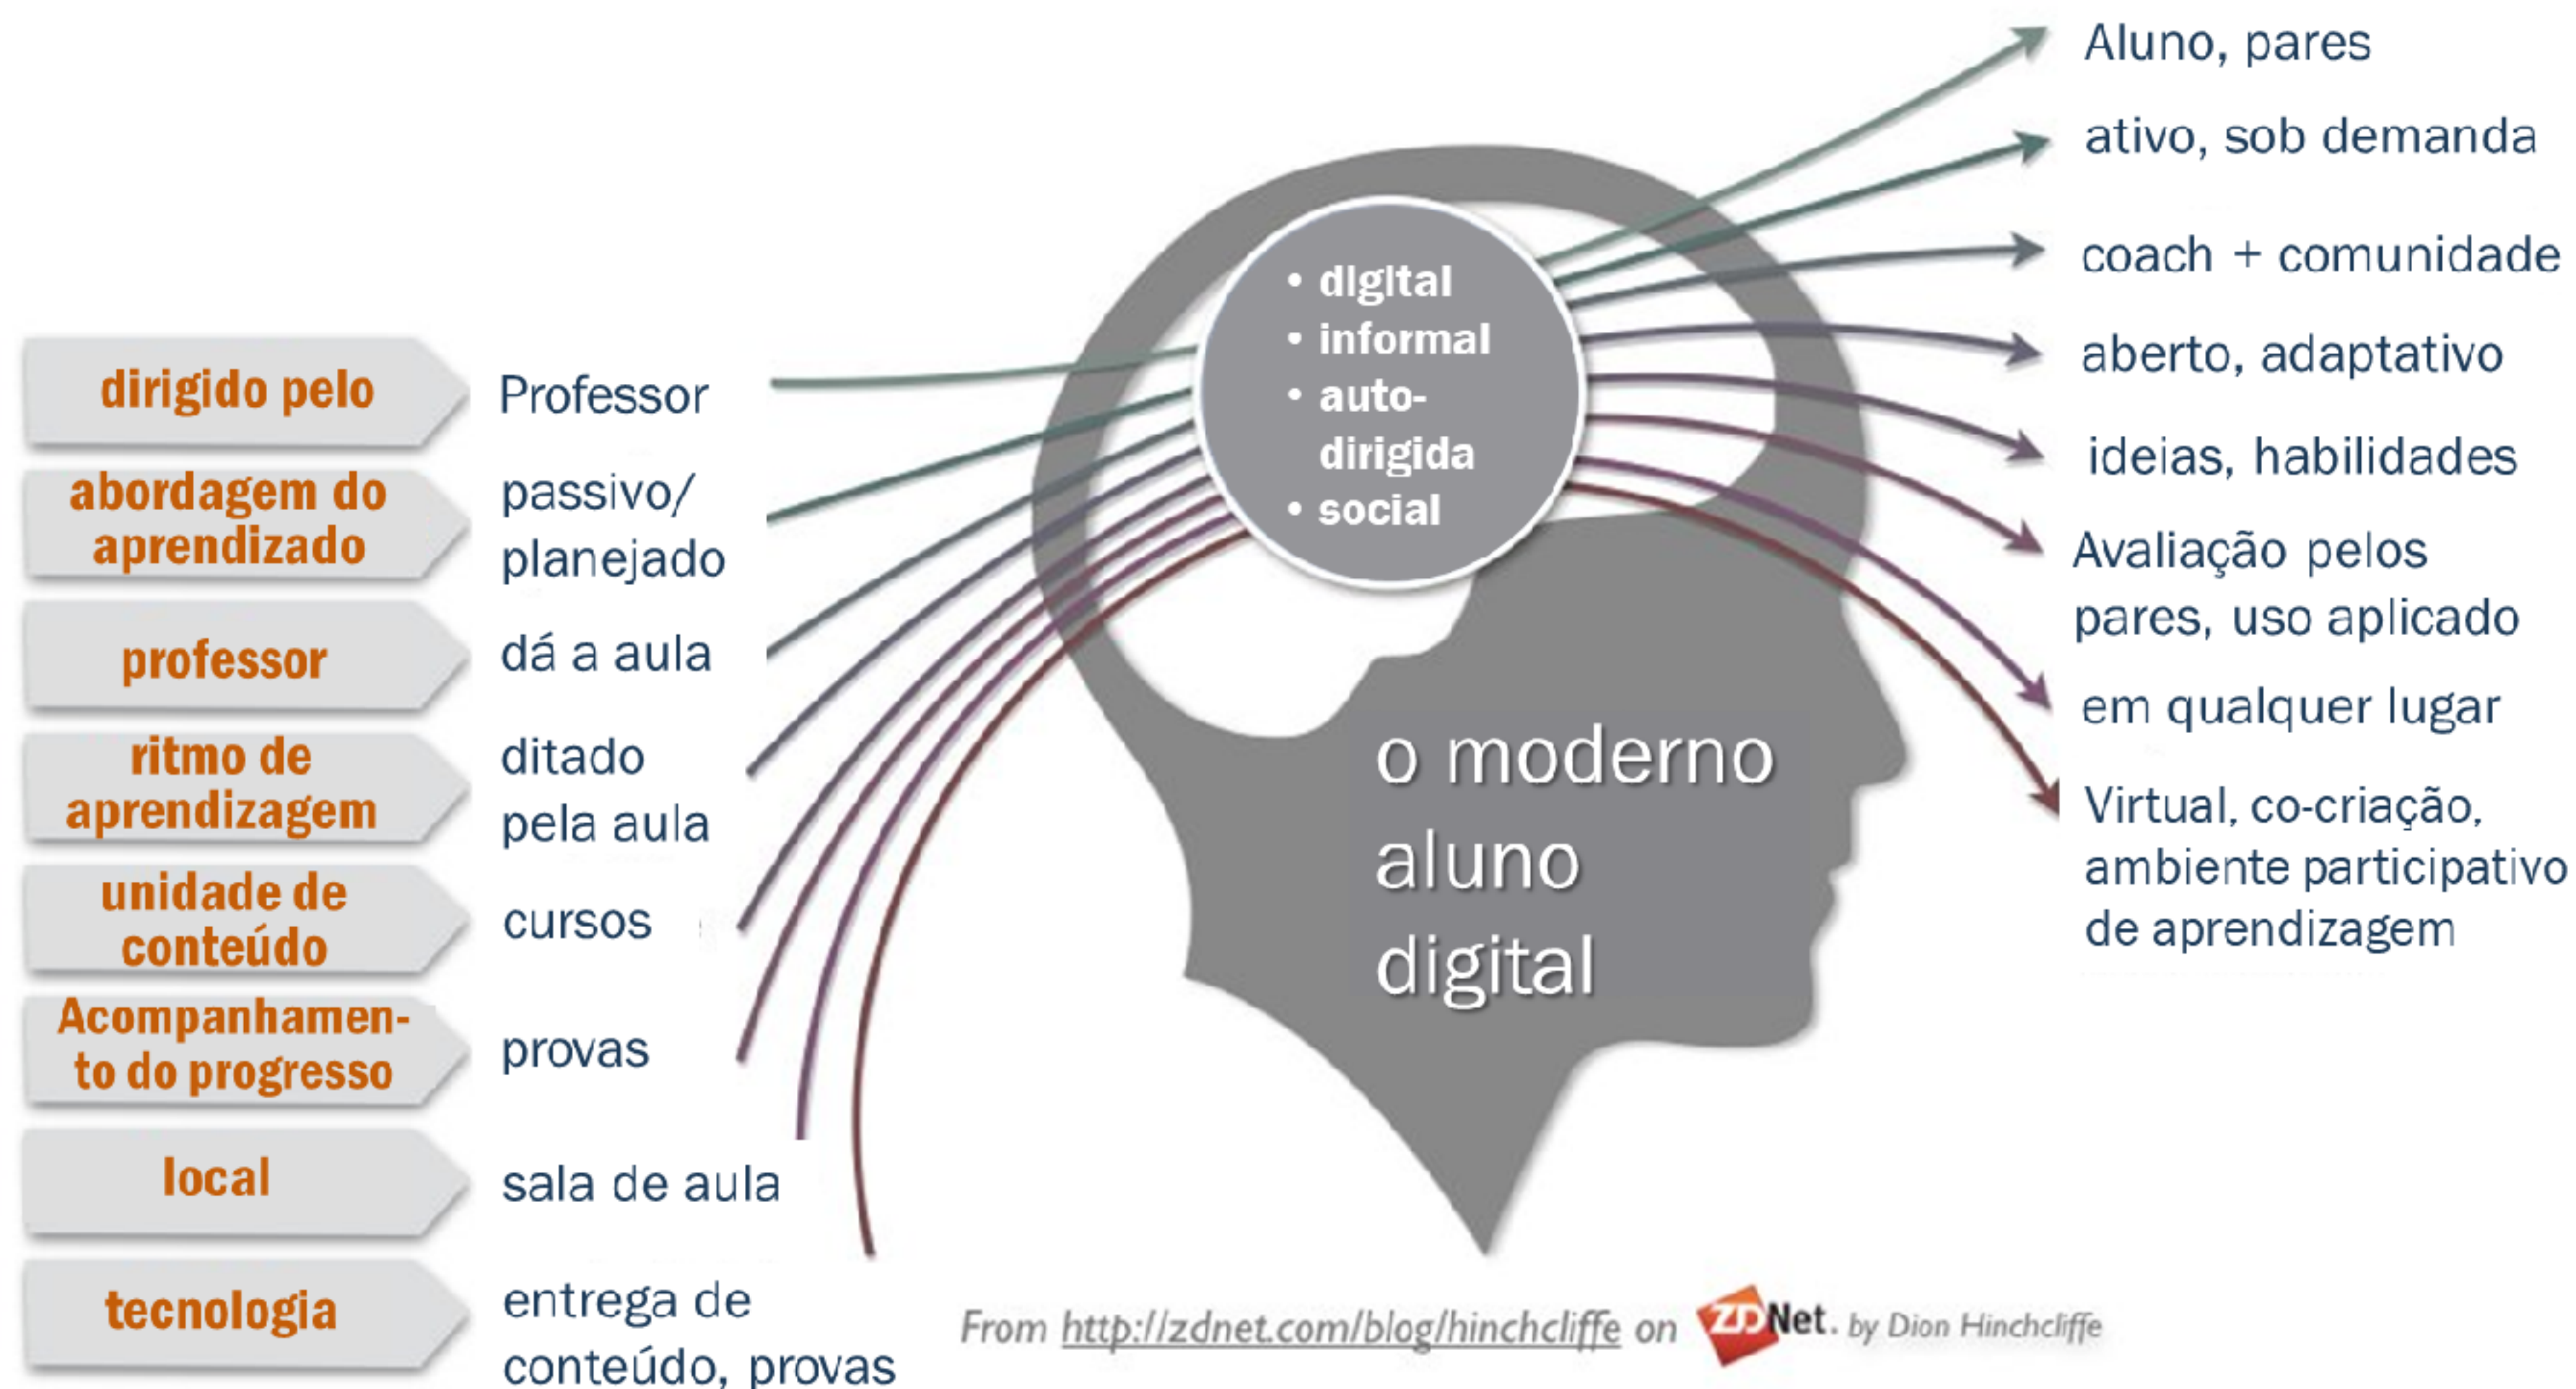 dirigido pelo
Professor
abordagem do
aprendizado
passivo/
planejado
professor
dá a aula
ritmo de
aprendizagem
ditado
pela aula
unidade de
conteúdo
cursos
Acompanhamen-
to do progresso
provas
local
sala de aula
tecnologia
entrega de
conteúdo, provas
• digital
• informal
• auto-
dirigida
• social
o moderno
aluno
digital
Aluno, pares
ativo, sob demanda
coach + comunidade
aberto, adaptativo
ideias, habilidades
Avaliação pelos
pares, uso aplicado
em qualquer lugar
Virtual, co-criação,
ambiente participativo
de aprendizagem
From http://zdnet.com/blog/hinchcliffe on ZDNet. by Dion Hinchcliffe